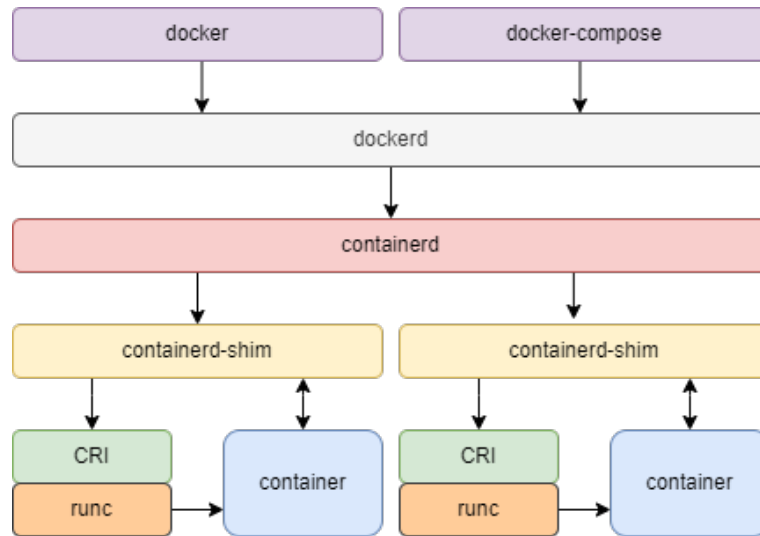 docker
docker-compose
dockerd
containerd
containerd-shim
containerd-shim
CRI
runc
container
CRI
runc
container